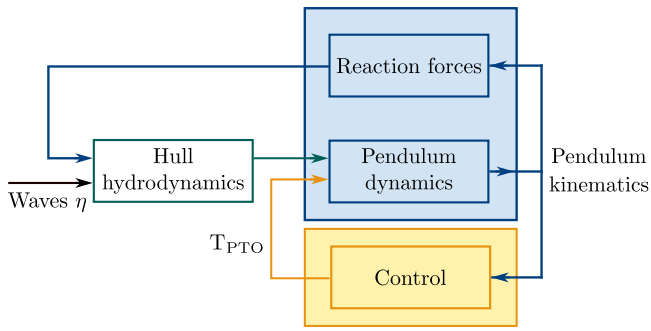 Reaction forces
Hull
hydrodynamics
Pendulum
dynamics
Pendulum
kinematics
Waves η
T_PTO
Control